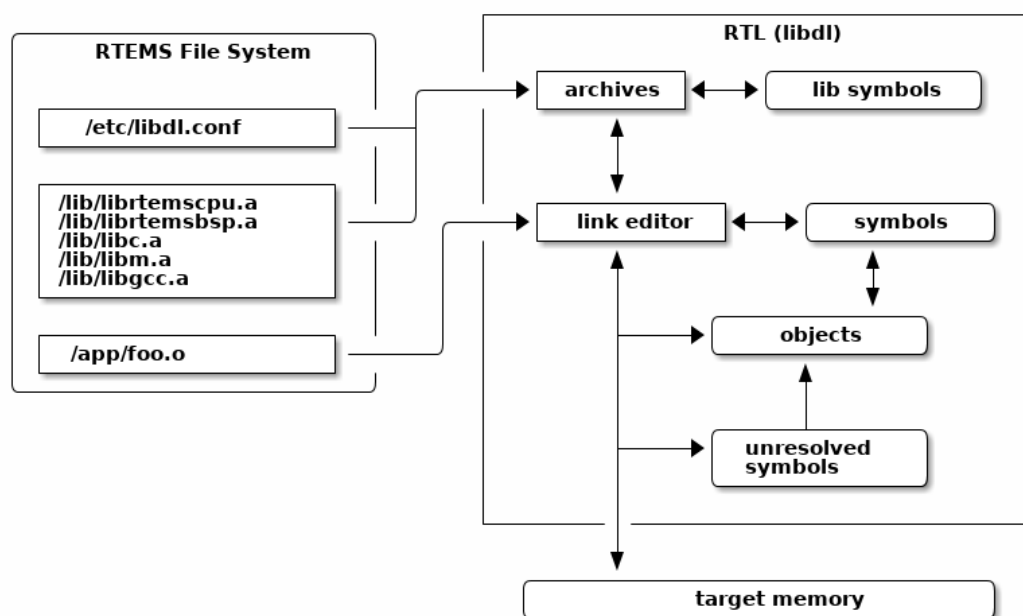 RTEMS File System
/etc/libdl.conf
/lib/librtemscpu.a
/lib/librtemsbsp.a
/lib/libc.a
/lib/libm.a
/lib/libgcc.a
/app/foo.o
RTL (libdl)
archives
lib symbols
link editor
symbols
objects
unresolved
symbols
target memory